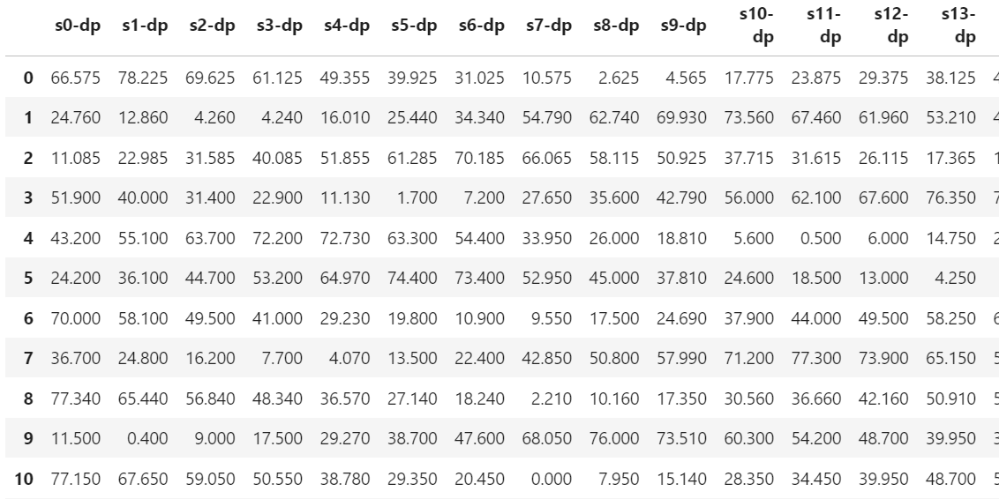 s0-dp s1-dp s2-dp s3-dp s4-dp s5-dp s6-dp s7-dp s8-dp s9-dp s10-dp s11-dp s12-dp s13-dp
0 66.575 78.225 69.625 61.125 49.355 39.925 31.025 10.575 2.625 4.565 17.775 23.875 29.375 38.125
1 24.760 12.860 4.260 4.240 16.010 25.440 34.340 54.790 62.740 69.930 73.560 67.460 61.960 53.210
2 11.085 22.985 31.585 40.085 51.855 61.285 70.185 66.065 58.115 50.925 37.715 31.615 26.115 17.365
3 51.900 40.000 31.400 22.900 11.130 1.700 7.200 27.650 35.600 42.790 56.000 62.100 67.600 76.350
4 43.200 55.100 63.700 72.200 72.730 63.300 54.400 33.950 26.000 18.810 5.600 0.500 6.000 14.750
5 24.200 36.100 44.700 53.200 64.970 74.400 73.400 52.950 45.000 37.810 24.600 18.500 13.000 4.250
6 70.000 58.100 49.500 41.000 29.230 19.800 10.900 9.550 17.500 24.690 37.900 44.000 49.500 58.250
7 36.700 24.800 16.200 7.700 4.070 13.500 22.400 42.850 50.800 57.990 71.200 77.300 73.900 65.150
8 77.340 65.440 56.840 48.340 36.570 27.140 18.240 2.210 10.160 17.350 30.560 36.660 42.160 50.910
9 11.500 0.400 9.000 17.500 29.270 38.700 47.600 68.050 76.000 73.510 60.300 54.200 48.700 39.950
10 77.150 67.650 59.050 50.550 38.780 29.350 20.450 0.000 7.950 15.140 28.350 34.450 39.950 48.700